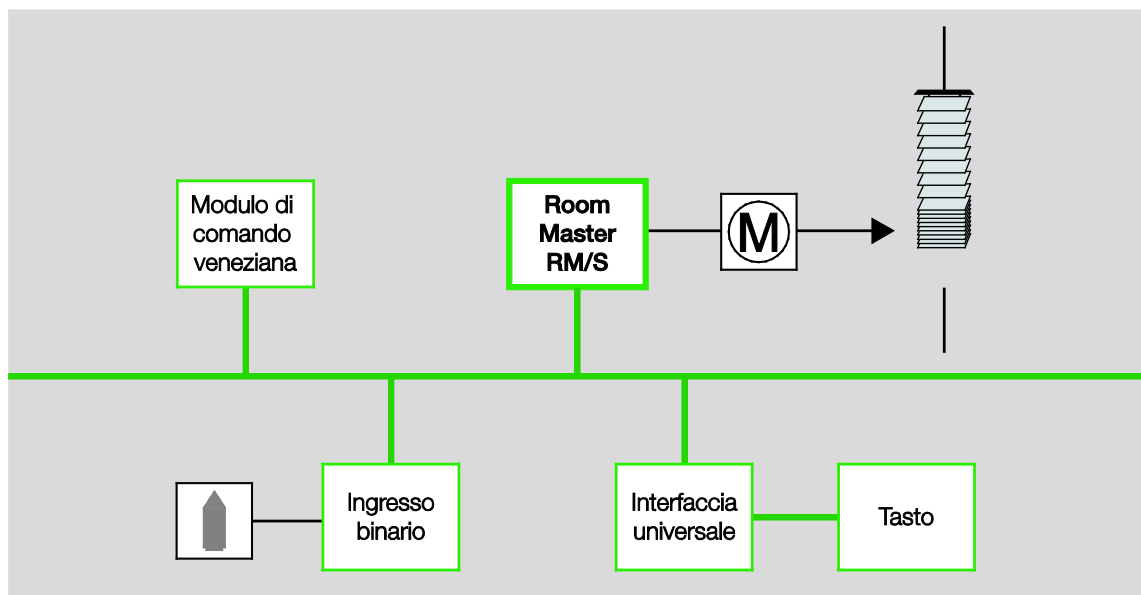 Modulo di
comando
veneziana
Room
Master
RM/S
M
Ingresso
binario
Interfaccia
universale
Tasto